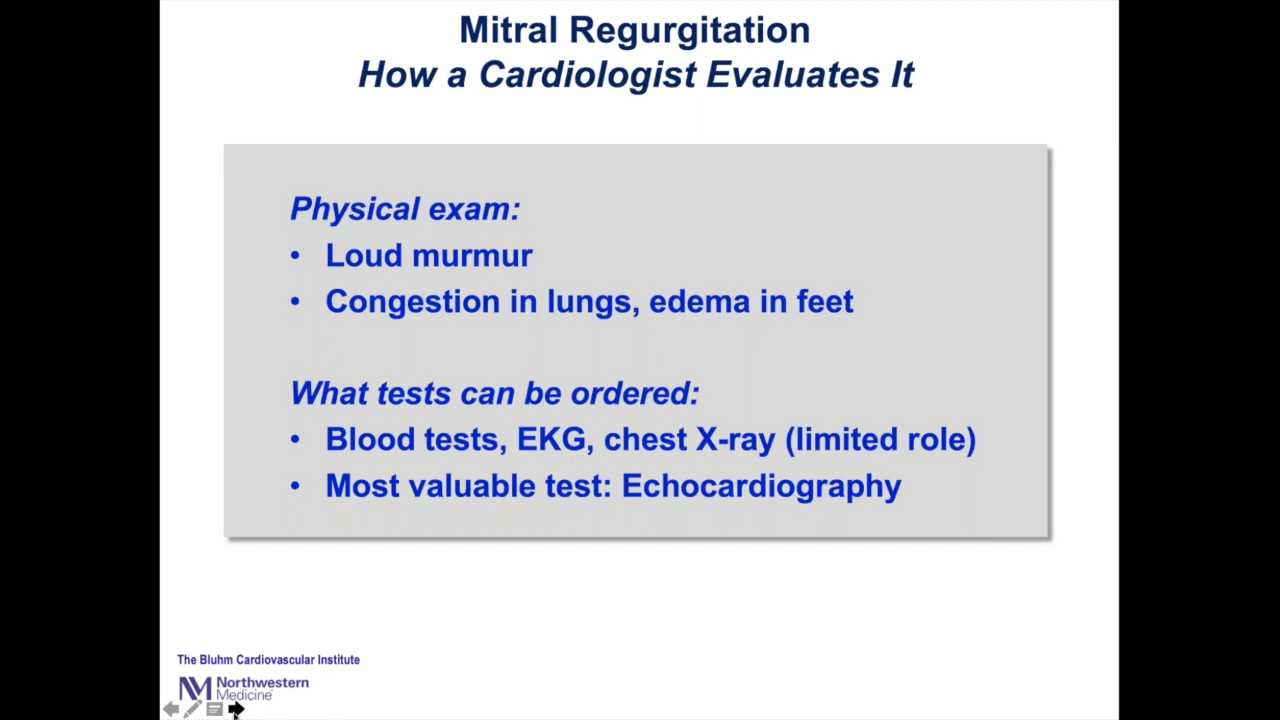 Mitral Regurgitation
How a Cardiologist Evaluates It
Physical exam:
• Loud murmur
• Congestion in lungs, edema in feet
What tests can be ordered:
• Blood tests, EKG, chest X-ray (limited role)
• Most valuable test: Echocardiography
The Bluhm Cardiovascular Institute
NM Northwestern
Medicine